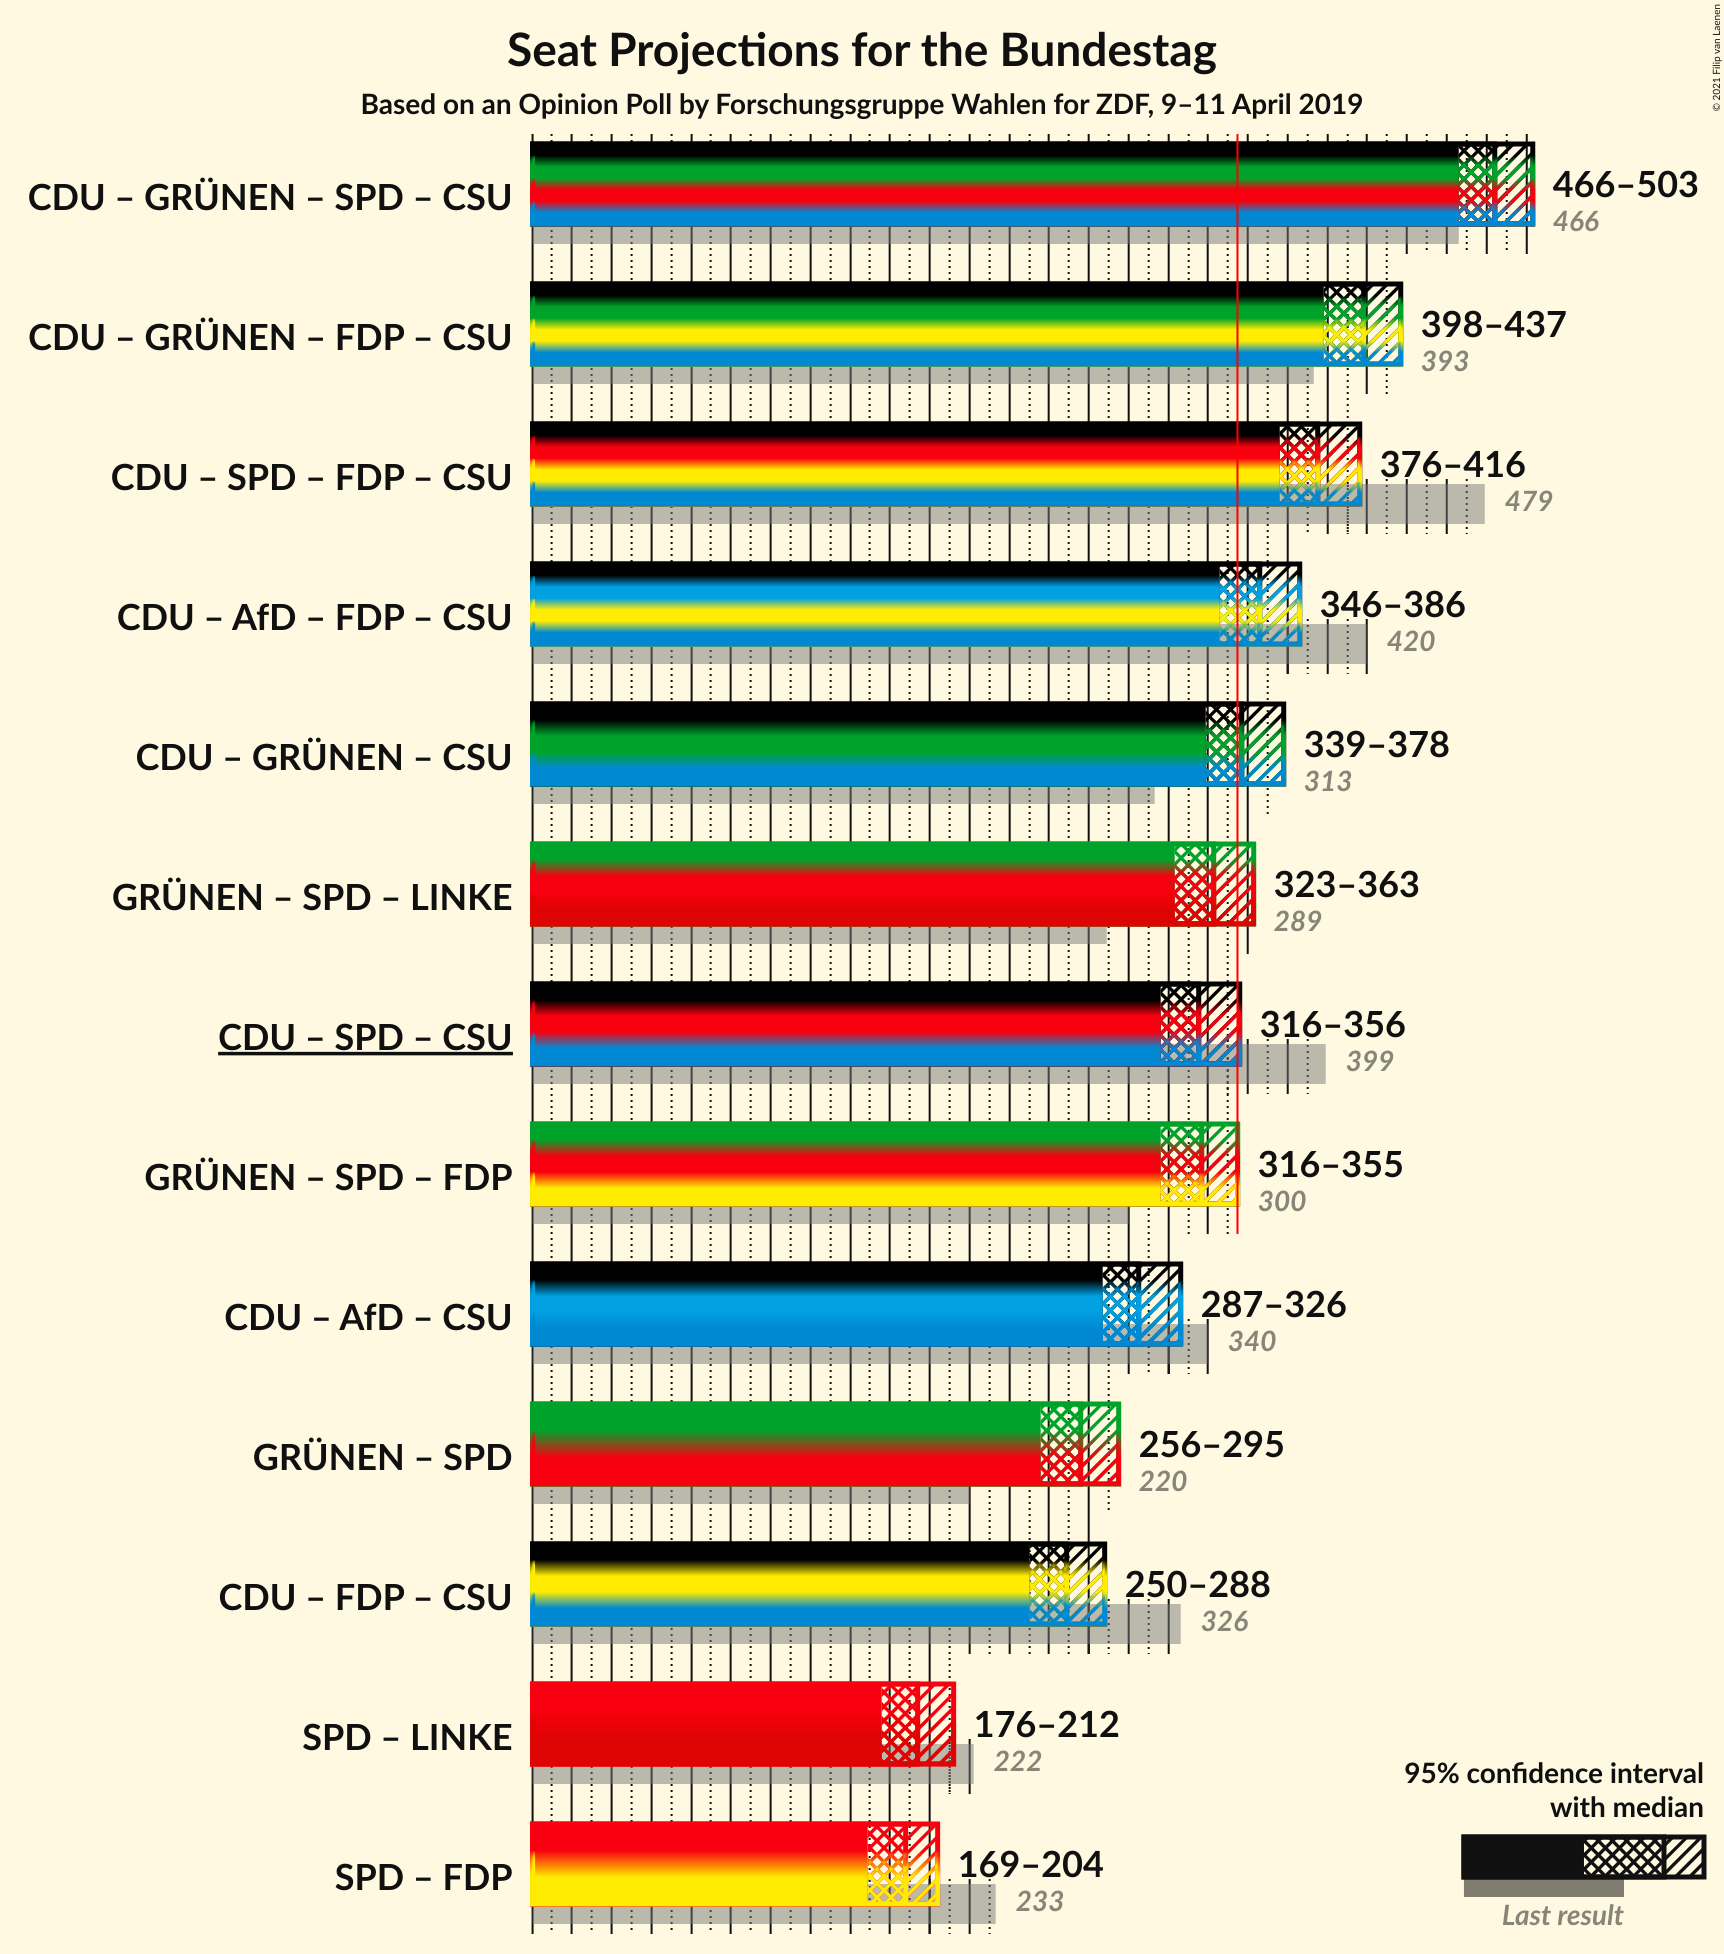 Seat Projections for the Bundestag
Based on an Opinion Poll by Forschungsgruppe Wahlen for ZDF, 9–11 April 2019
© 2021 Filip van Laenen
CDU – GRÜNEN – SPD – CSU
466–503
466
CDU – GRÜNEN – FDP – CSU
398–437
393
CDU – SPD – FDP – CSU
376–416
479
CDU – AfD – FDP – CSU
346–386
420
CDU – GRÜNEN – CSU
339–378
313
GRÜNEN – SPD – LINKE
323–363
289
CDU – SPD – CSU
316–356
399
GRÜNEN – SPD – FDP
316–355
300
CDU – AfD – CSU
287–326
340
GRÜNEN – SPD
256–295
220
CDU – FDP – CSU
250–288
326
SPD – LINKE
176–212
222
SPD – FDP
169–204
233
95% confidence interval
with median
Last result